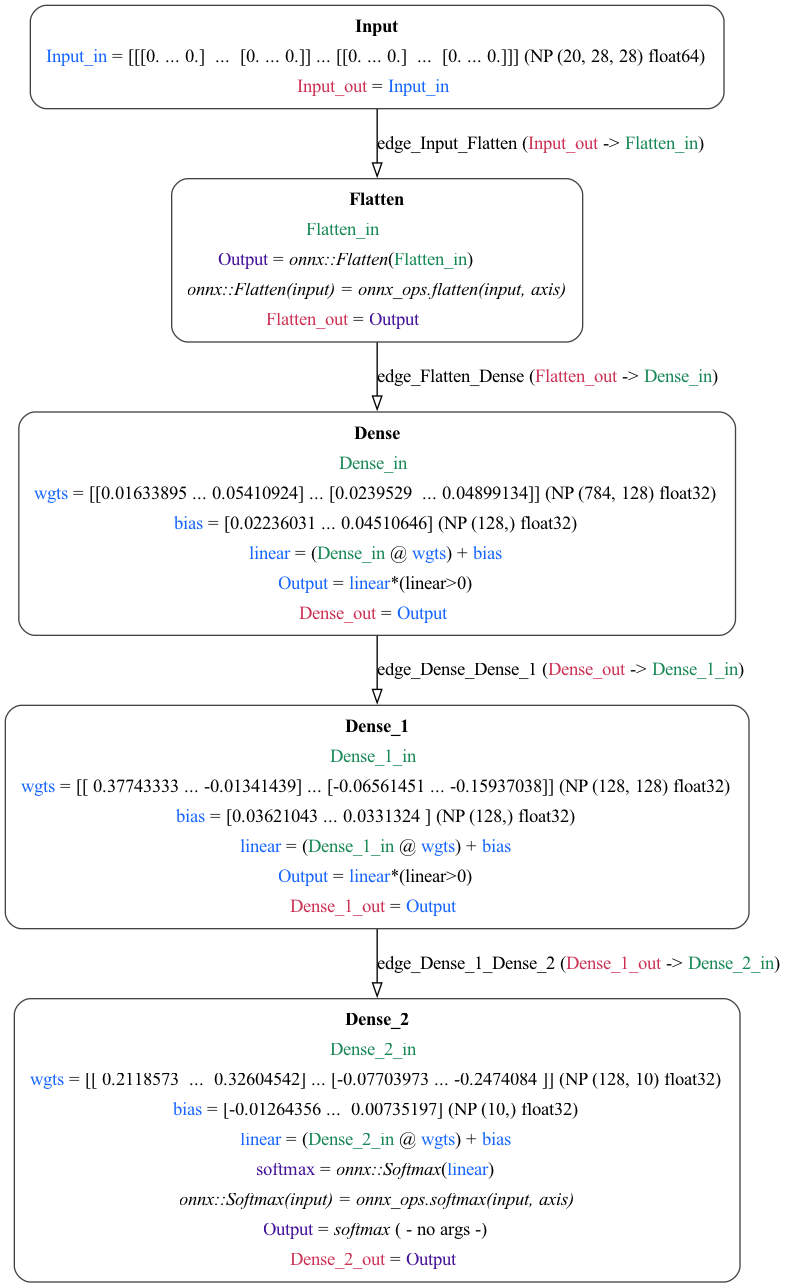 Input
Input_in = [[[0. ... 0.]  ...  [0. ... 0.]] ... [[0. ... 0.]  ...  [0. ... 0.]]] (NP (20, 28, 28) float64)
Input_out = Input_in
edge_Input_Flatten (Input_out -> Flatten_in)
Flatten
Flatten_in
Output = onnx::Flatten(Flatten_in)
onnx::Flatten(input) = onnx_ops.flatten(input, axis)
Flatten_out = Output
edge_Flatten_Dense (Flatten_out -> Dense_in)
Dense
Dense_in
wgts = [[0.01633895 ... 0.05410924] ... [0.0239529  ... 0.04899134]] (NP (784, 128) float32)
bias = [0.02236031 ... 0.04510646] (NP (128,) float32)
linear = (Dense_in @ wgts) + bias
Output = linear*(linear>0)
Dense_out = Output
edge_Dense_Dense_1 (Dense_out -> Dense_1_in)
Dense_1
Dense_1_in
wgts = [[ 0.37743333 ... -0.01341439] ... [-0.06561451 ... -0.15937038]] (NP (128, 128) float32)
bias = [0.03621043 ... 0.0331324 ] (NP (128,) float32)
linear = (Dense_1_in @ wgts) + bias
Output = linear*(linear>0)
Dense_1_out = Output
edge_Dense_1_Dense_2 (Dense_1_out -> Dense_2_in)
Dense_2
Dense_2_in
wgts = [[ 0.2118573  ...  0.32604542] ... [-0.07703973 ... -0.2474084 ]] (NP (128, 10) float32)
bias = [-0.01264356 ...  0.00735197] (NP (10,) float32)
linear = (Dense_2_in @ wgts) + bias
softmax = onnx::Softmax(linear)
onnx::Softmax(input) = onnx_ops.softmax(input, axis)
Output = softmax ( - no args -)
Dense_2_out = Output